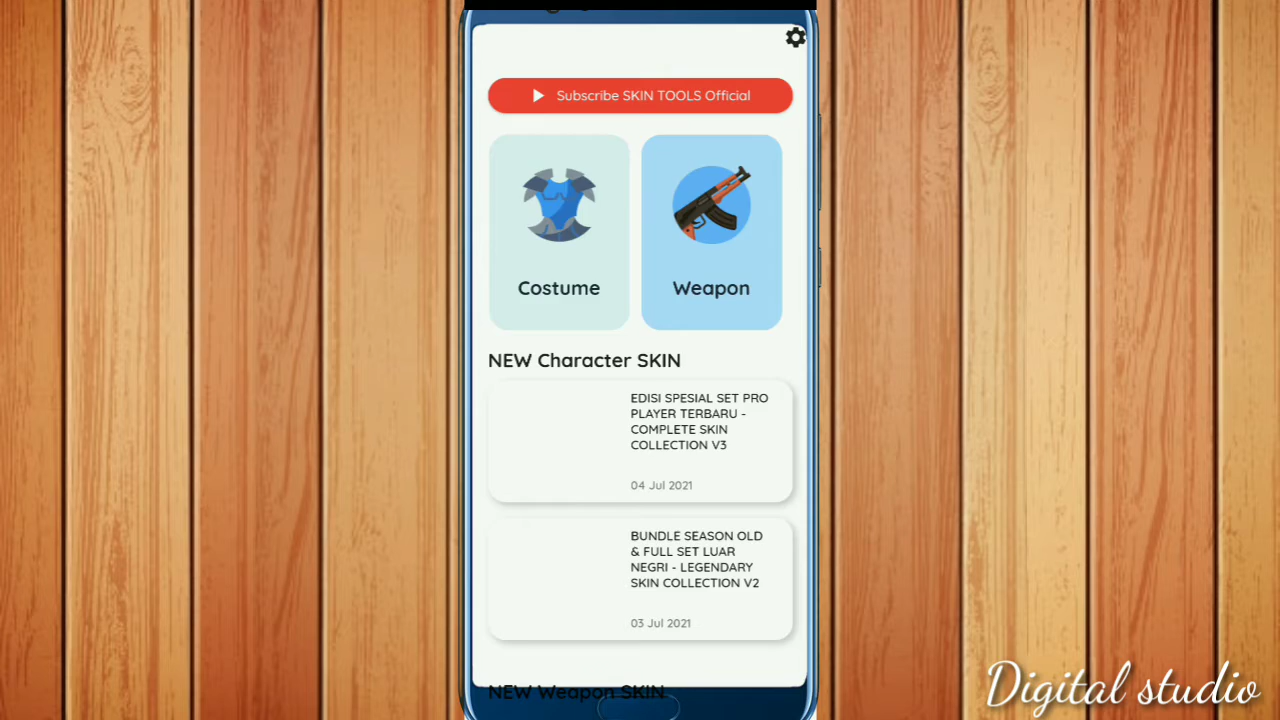 Subscribe SKIN TOOLS Official
Costume
Weapon
NEW Character SKIN
EDISI SPESIAL SET PRO
PLAYER TERBARU -
COMPLETE SKIN
COLLECTION V3
04 Jul 2021
BUNDLE SEASON OLD
& FULL SET LUAR
NEGRI - LEGENDARY
SKIN COLLECTION V2
03 Jul 2021
NEW Weapon SKIN
Digital studio